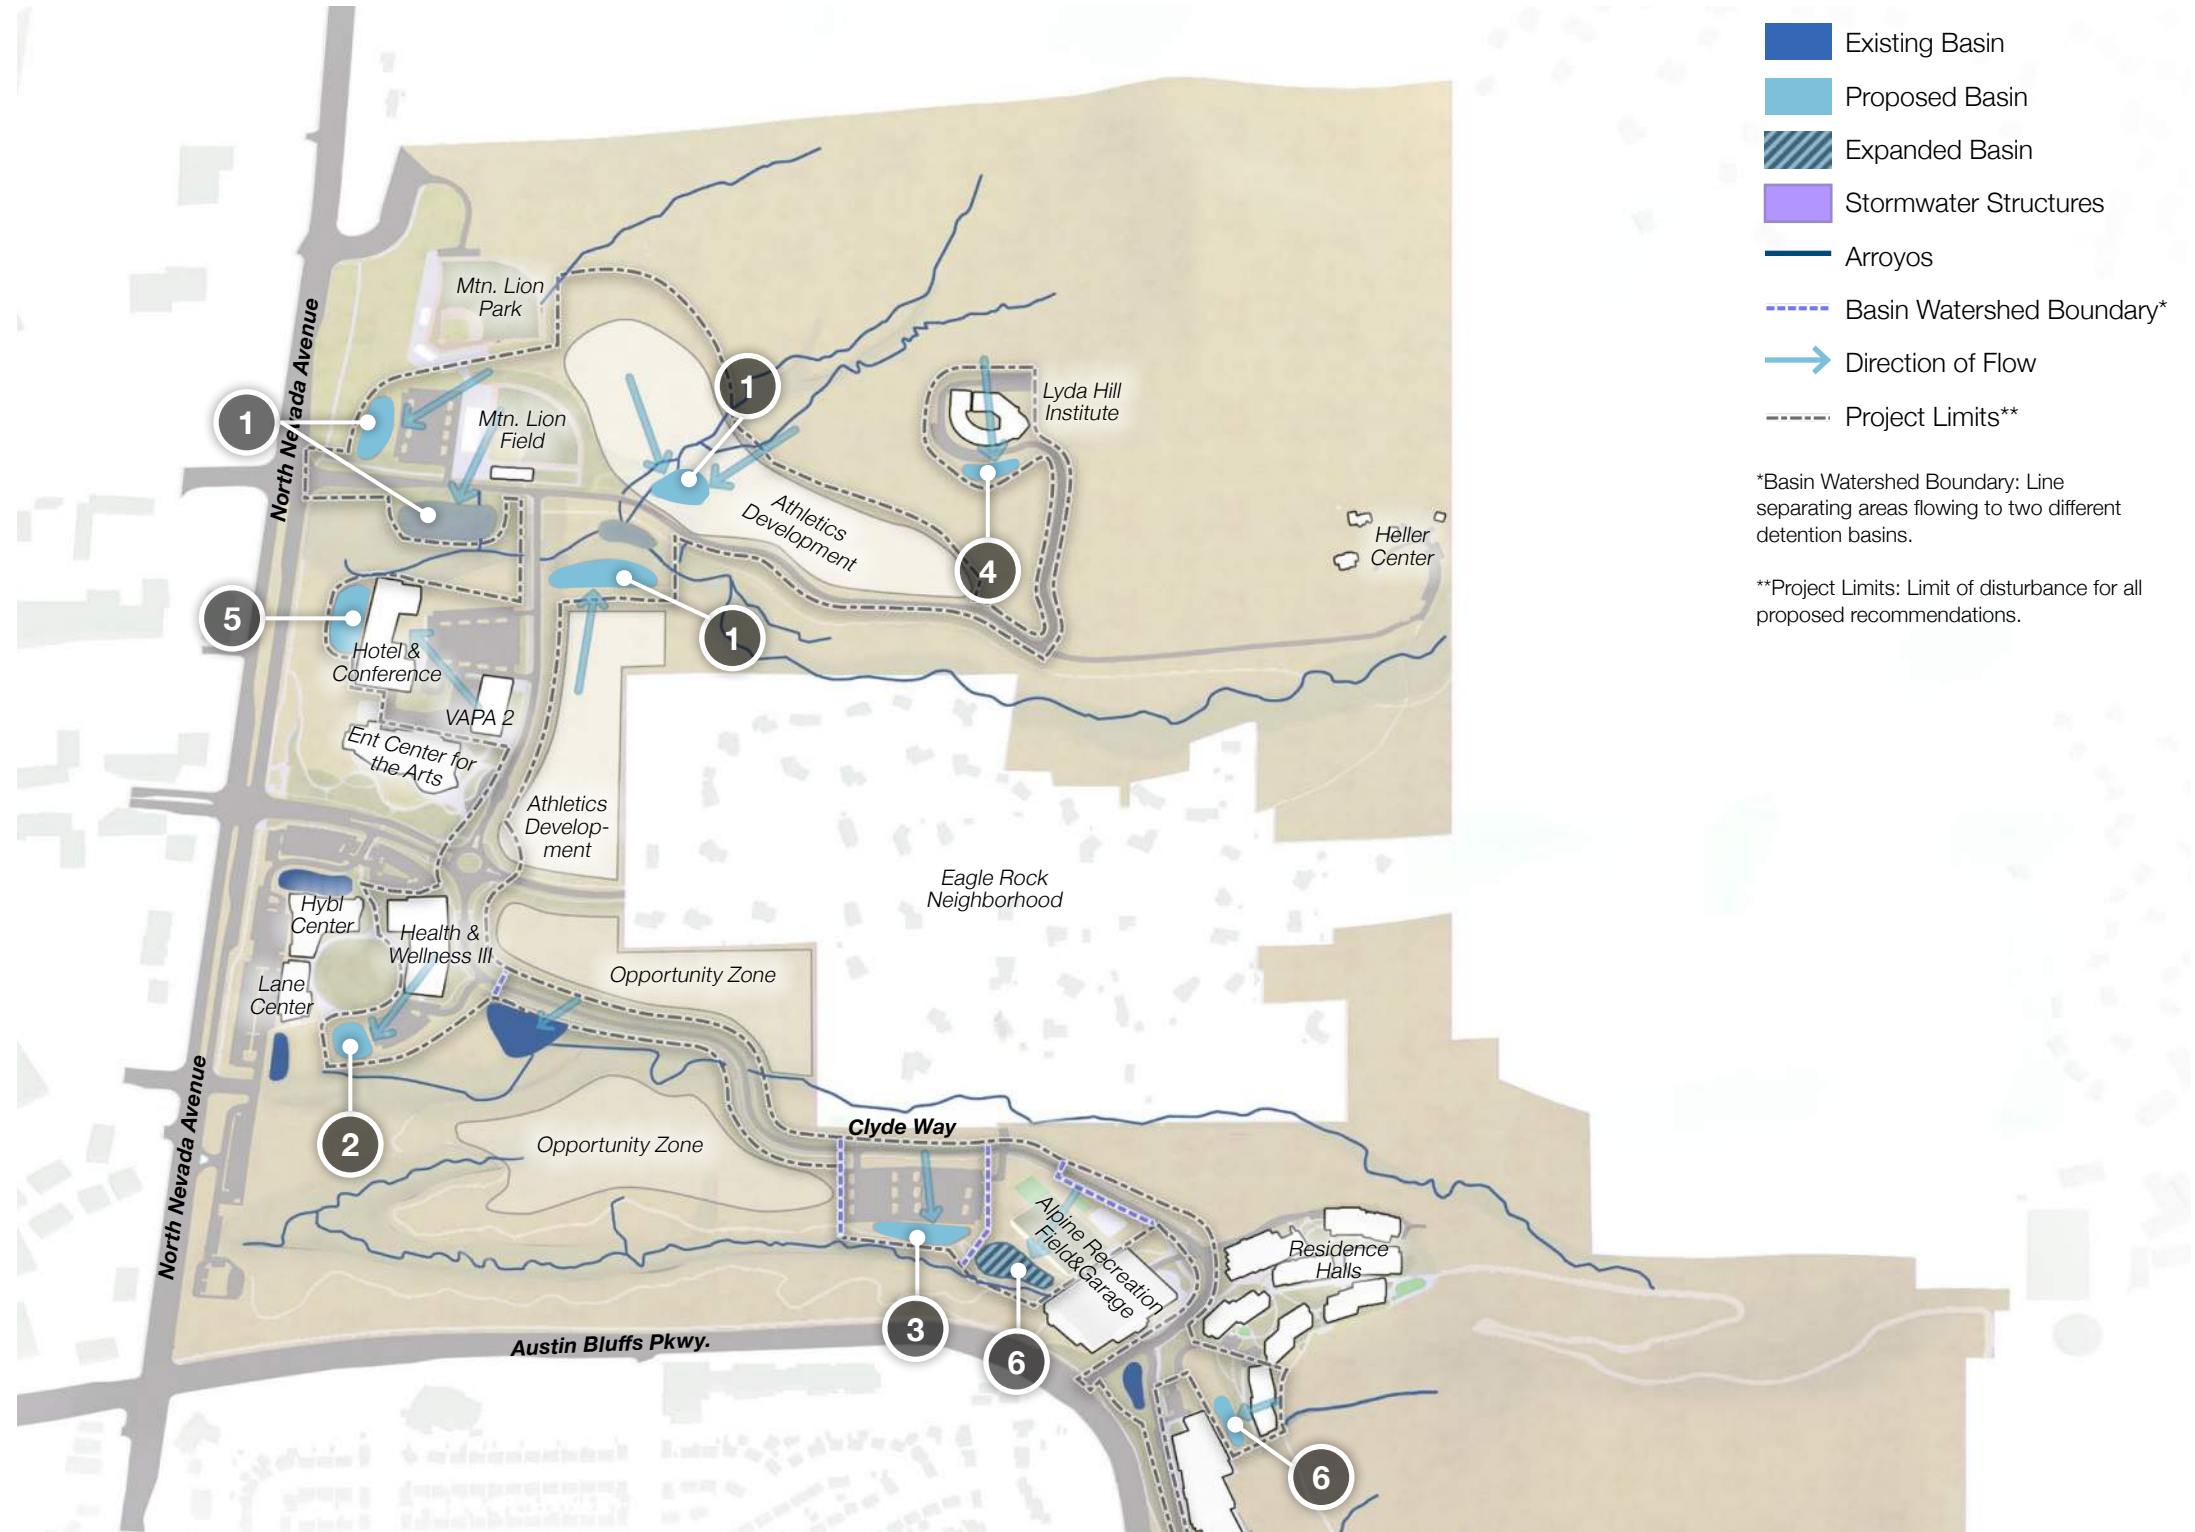 Existing Basin
Proposed Basin
Expanded Basin
Stormwater Structures
Arroyos
Basin Watershed Boundary*
Direction of Flow
Project Limits**
*Basin Watershed Boundary: Line
separating areas flowing to two different
detention basins.
**Project Limits: Limit of disturbance for all
proposed recommendations.
Mtn. Lion
Park
North Nevada Avenue
1
1
Mtn. Lion
Field
Lyda Hill
Institute
Athletics
Development
Heller
Center
4
5
1
Hotel &
Conference
VAPA 2
Ent Center for
the Arts
Athletics
Develop-
ment
Eagle Rock
Neighborhood
Hybl
Center
Health &
Wellness III
Lane
Center
Opportunity Zone
North Nevada Avenue
2
Opportunity Zone
Clyde Way
Alpine Recreation
Field&Garage
Residence
Halls
3
6
Austin Bluffs Pkwy.
6